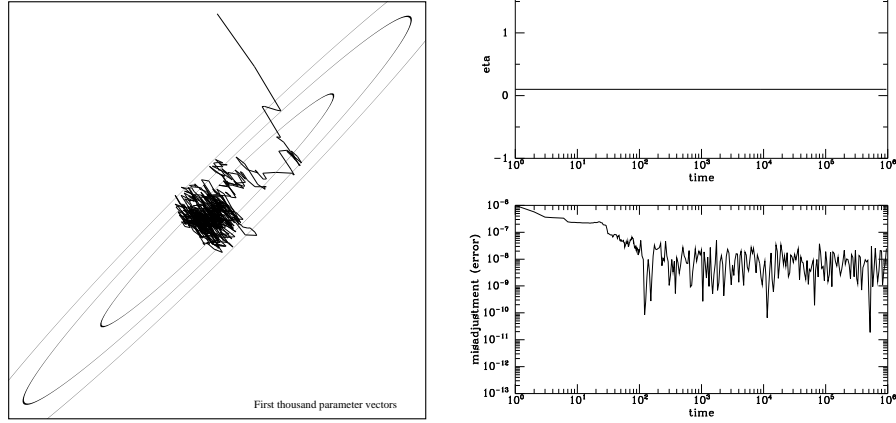 First thousand parameter vectors
1
0
−1
eta
10^0 10^1 10^2 10^3 10^4 10^5 10^6
time
10^-6
10^-7
10^-8
10^-9
10^-10
10^-11
10^-12
10^-13
misadjustment (error)
10^0 10^1 10^2 10^3 10^4 10^5 10^6
time